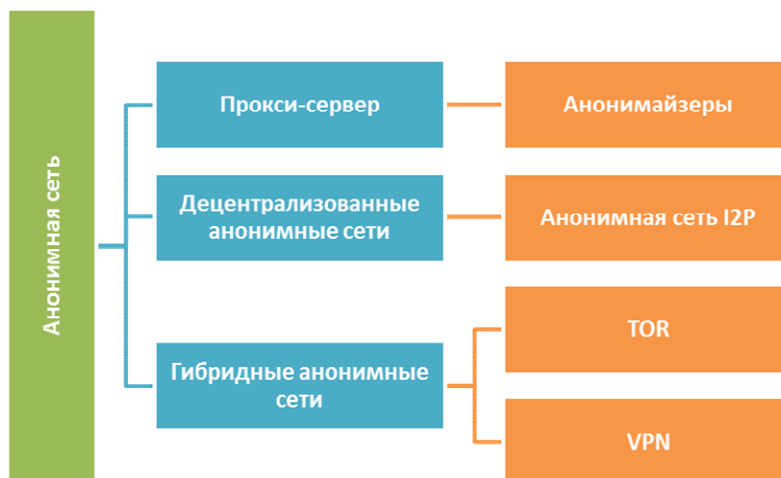 Анонимная сеть
Прокси-сервер
Анонимайзеры
Децентрализованные
анонимные сети
Анонимная сеть I2P
Гибридные анонимные
сети
TOR
VPN